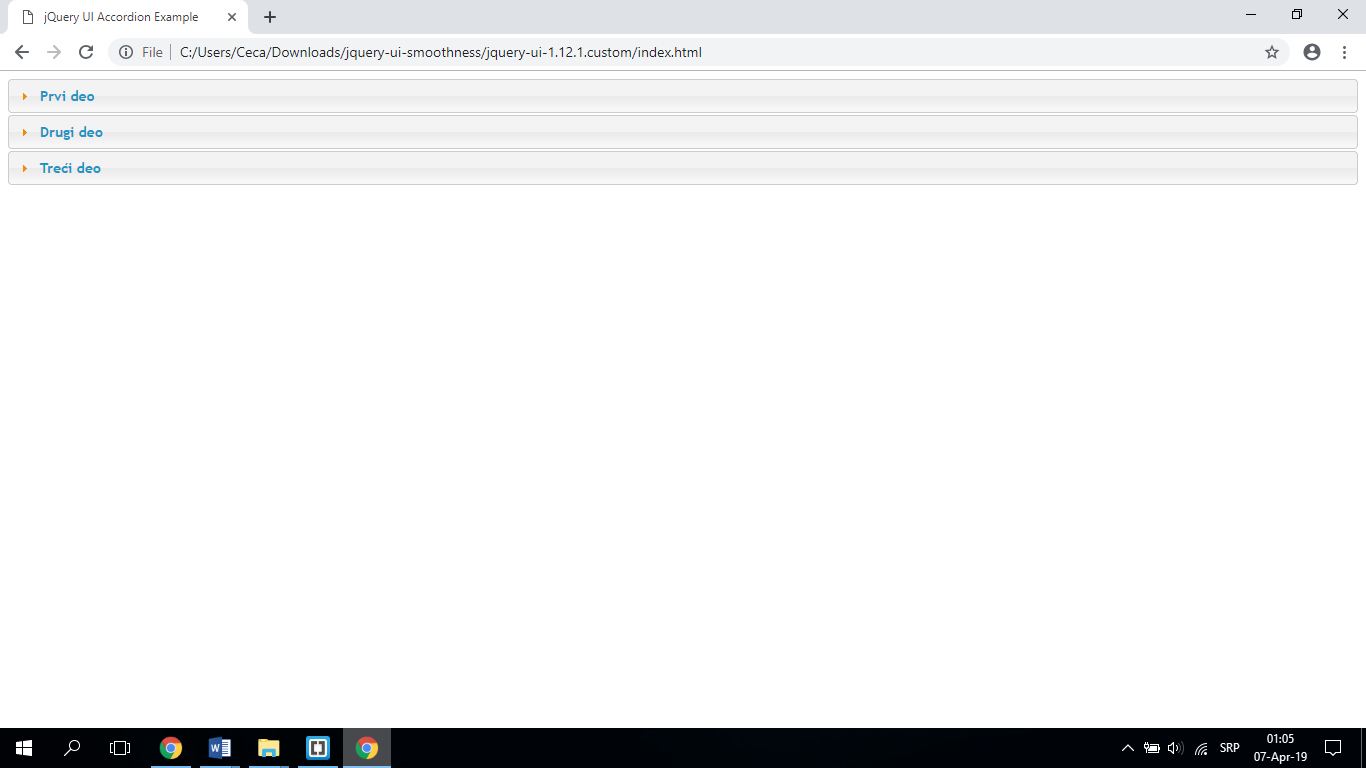 jQuery UI Accordion Example
File C:/Users/Ceca/Downloads/jquery-ui-smoothness/jquery-ui-1.12.1.custom/index.html
Prvi deo
Drugi deo
Treći deo
W
SRP
01:05
07-Apr-19